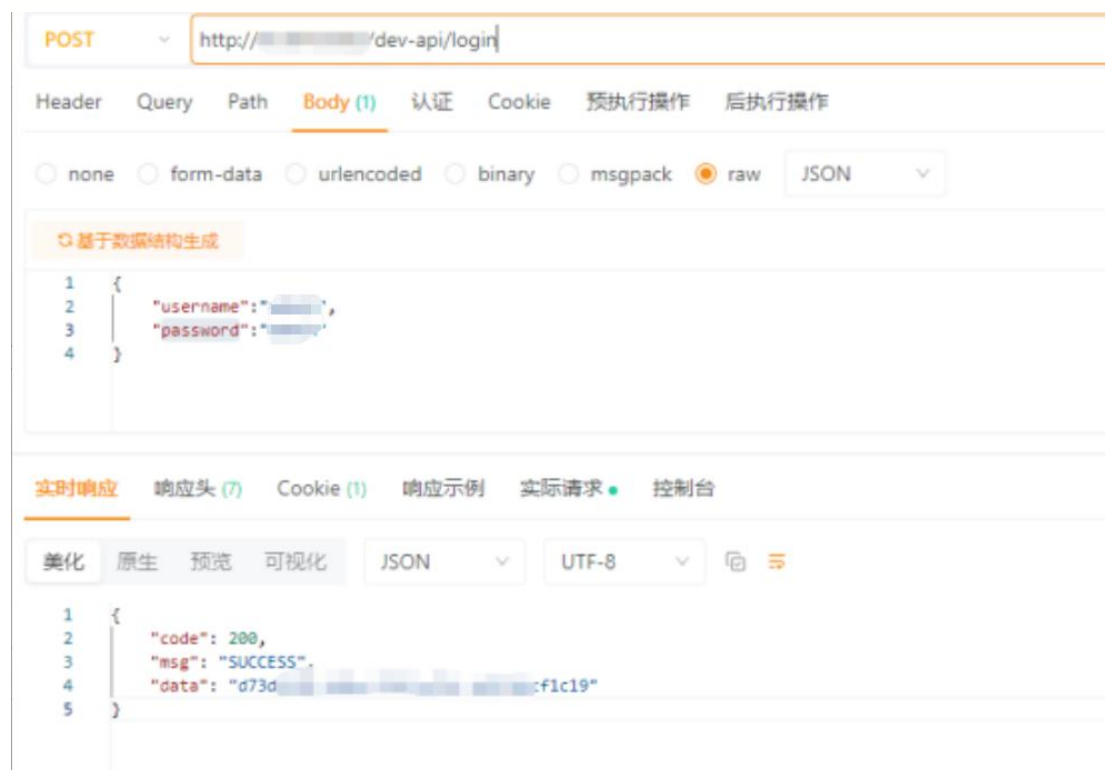 POST http:// /dev-api/login
Header Query Path Body (1) 认证 Cookie 预执行操作 后执行操作
none form-data urlencoded binary msgpack raw JSON
基于数据结构生成
1 {
2 "username":" ",
3 "password":" "
4 }
实时响应 响应头 (7) Cookie (1) 响应示例 实际请求 控制台
美化 原生 预览 可视化 JSON UTF-8
1 {
2 "code": 200,
3 "msg": "SUCCESS",
4 "data": "d73d cf1c19"
5 }